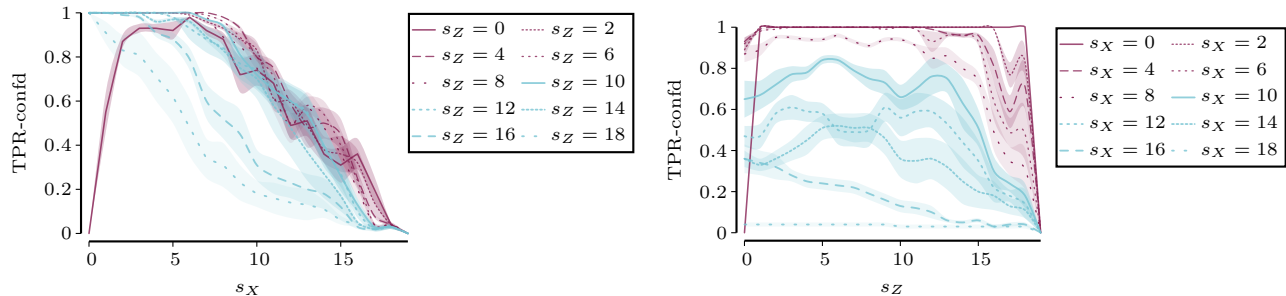 TPR-confd
1
0.8
0.6
0.4
0.2
0
0 5 10 15
s_X
s_Z = 0 s_Z = 2
s_Z = 4 s_Z = 6
s_Z = 8 s_Z = 10
s_Z = 12 s_Z = 14
s_Z = 16 s_Z = 18
TPR-confd
1
0.8
0.6
0.4
0.2
0
0 5 10 15
s_Z
s_X = 0 s_X = 2
s_X = 4 s_X = 6
s_X = 8 s_X = 10
s_X = 12 s_X = 14
s_X = 16 s_X = 18